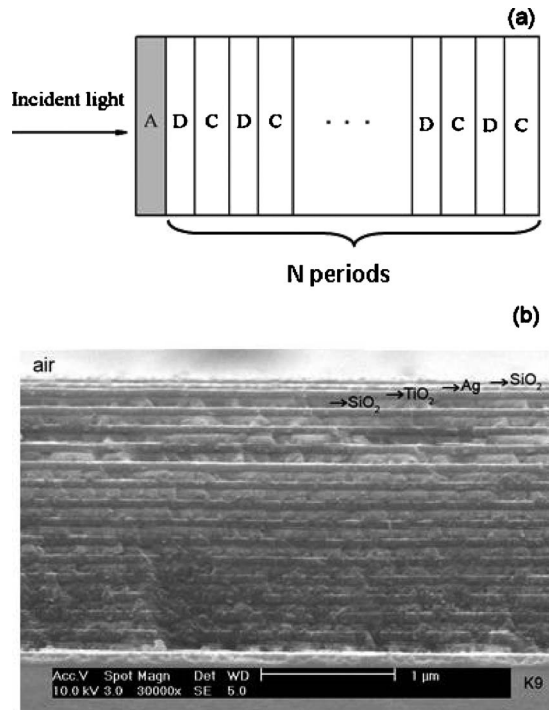 (a)
Incident light
A D C D C . . . D C D C
N periods
(b)
air
→SiO₂ →TiO₂ →Ag →SiO₂
Acc.V Spot Magn Det WD 1 μm
10.0 kV 3.0 30000x SE 5.0
K9